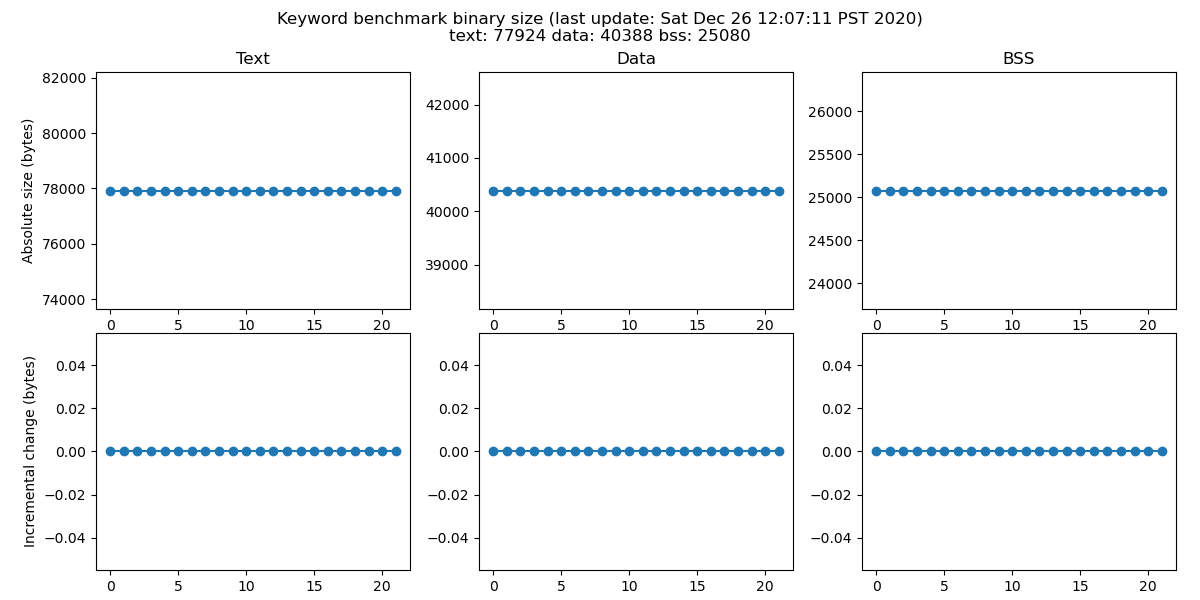 Keyword benchmark binary size (last update: Sat Dec 26 12:07:11 PST 2020)
text: 77924 data: 40388 bss: 25080
Text
Data
BSS
Absolute size (bytes)
82000
80000
78000
76000
74000
0 5 10 15 20
42000
41000
40000
39000
0 5 10 15 20
26000
25500
25000
24500
24000
0 5 10 15 20
Incremental change (bytes)
0.04
0.02
0.00
−0.02
−0.04
0 5 10 15 20
0.04
0.02
0.00
−0.02
−0.04
0 5 10 15 20
0.04
0.02
0.00
−0.02
−0.04
0 5 10 15 20